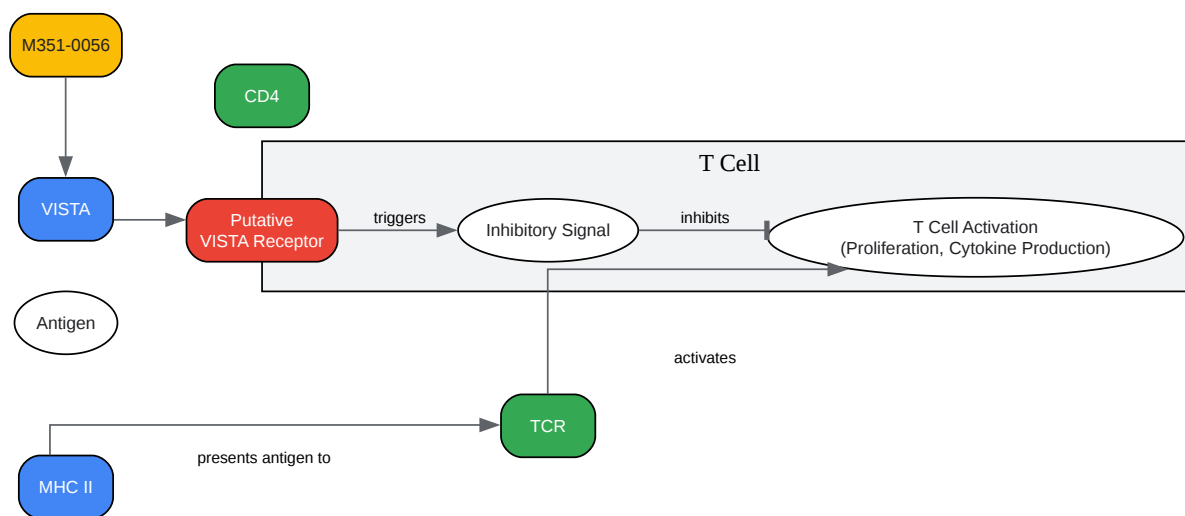 M351-0056
CD4
T Cell
VISTA
Putative
VISTA Receptor
triggers
Inhibitory Signal
inhibits
T Cell Activation
(Proliferation, Cytokine Production)
Antigen
activates
TCR
presents antigen to
MHC II